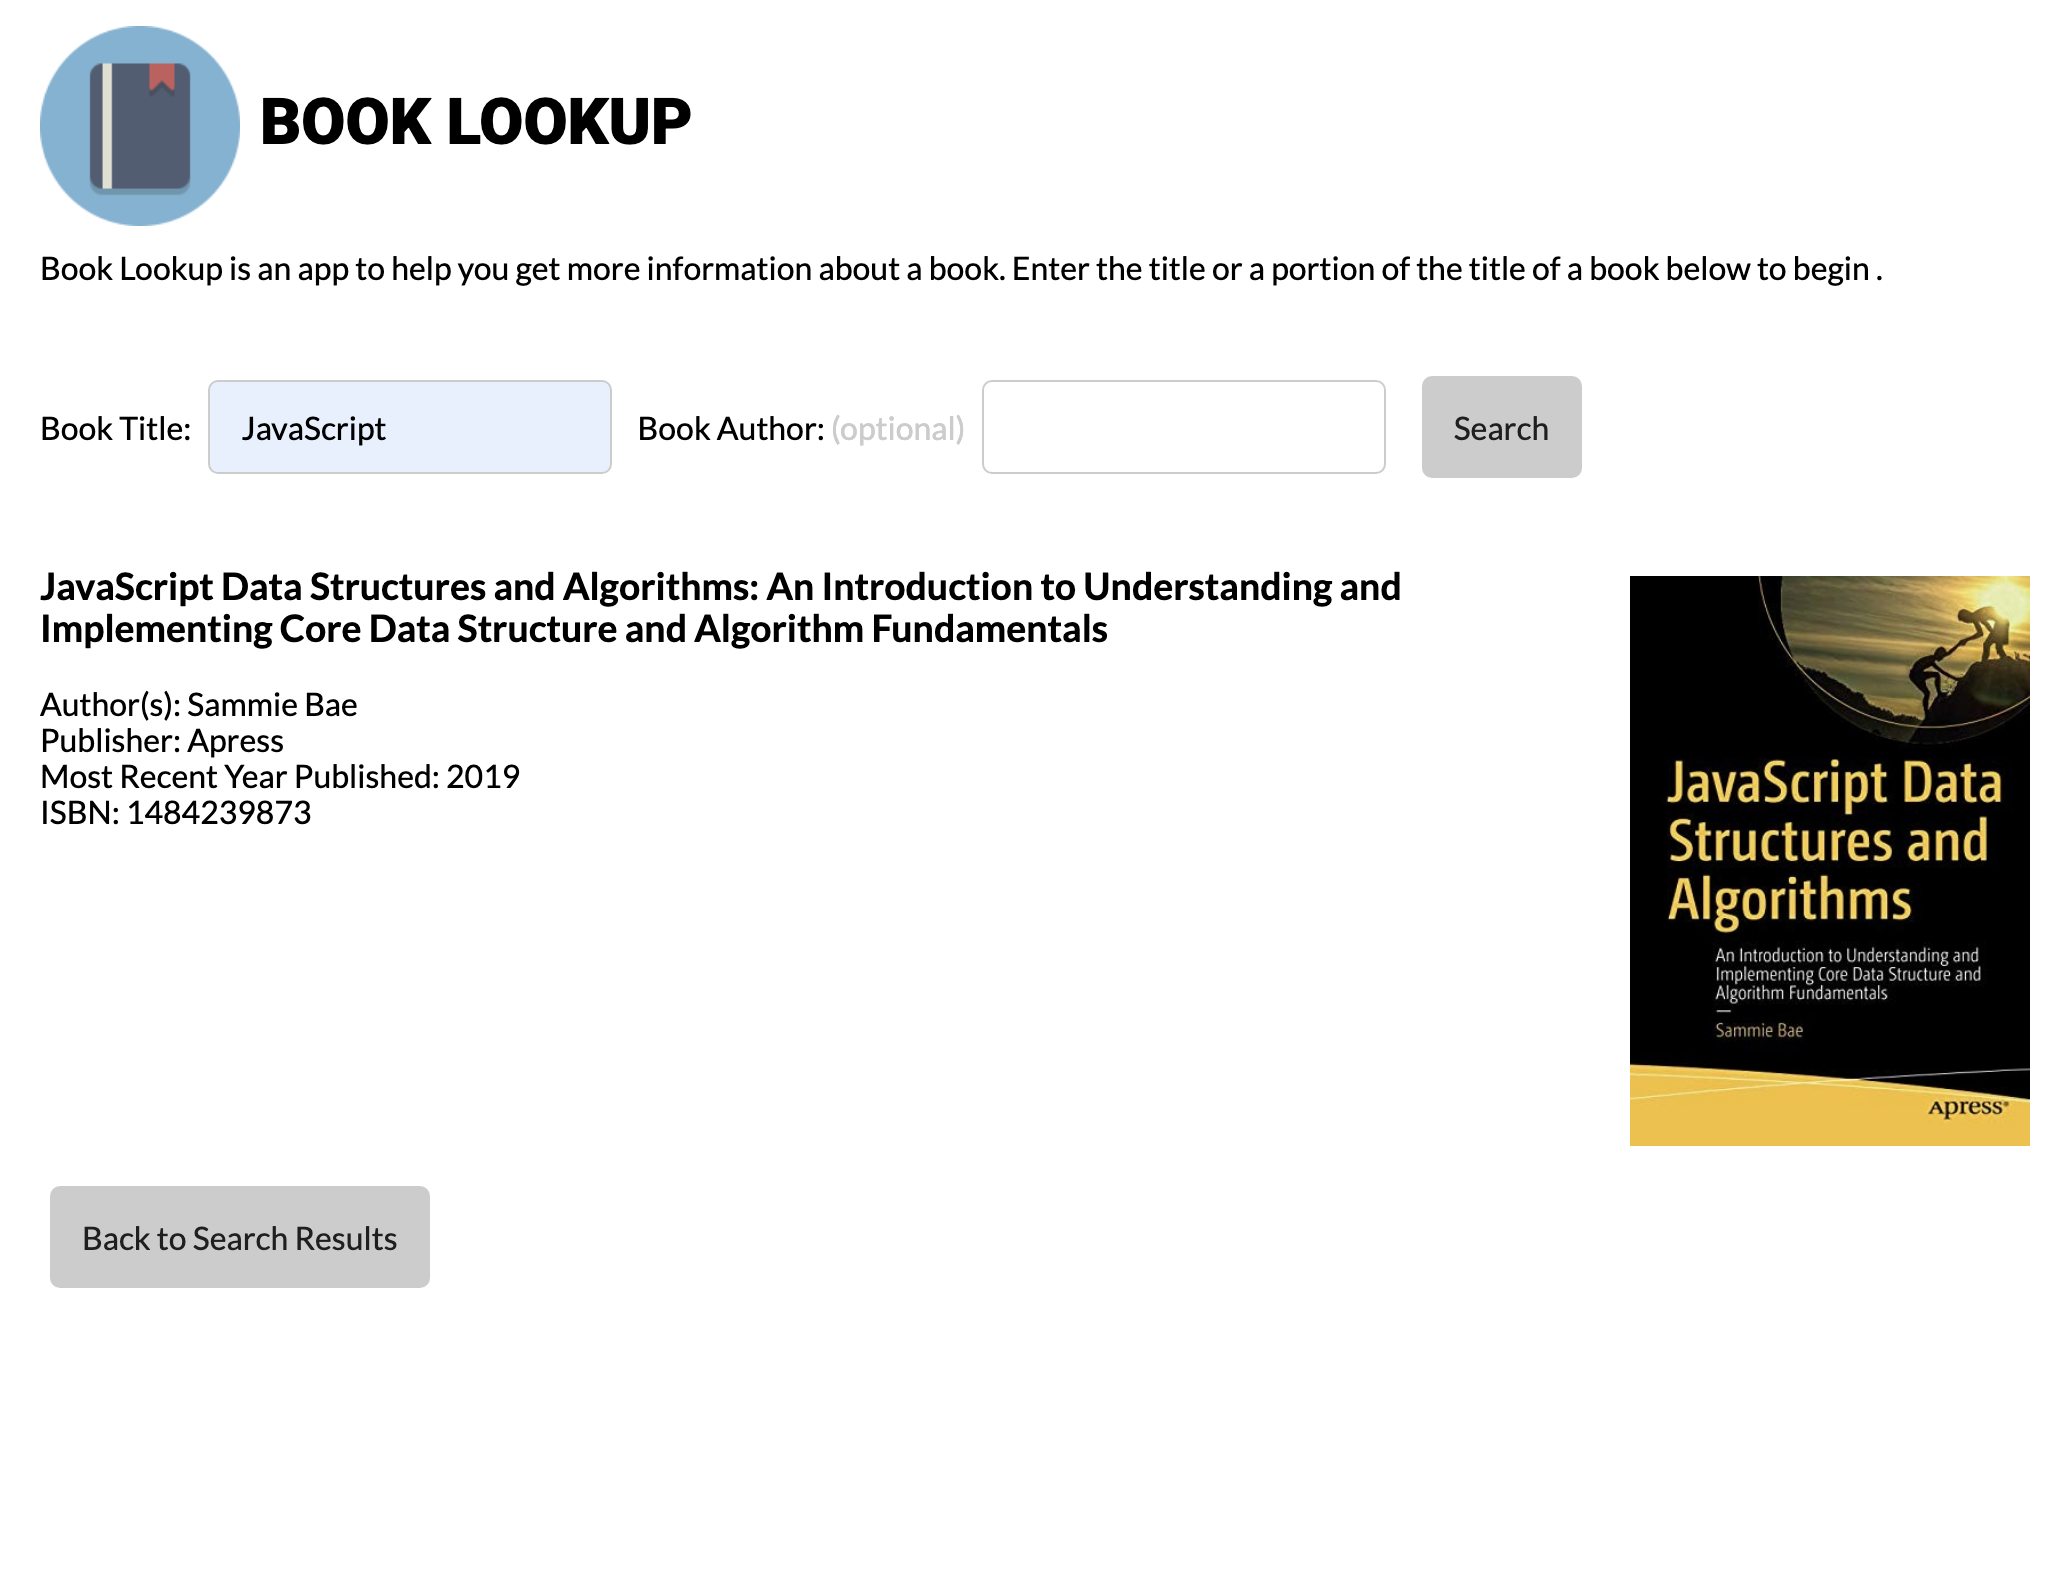 BOOK LOOKUP
Book Lookup is an app to help you get more information about a book. Enter the title or a portion of the title of a book below to begin .
Book Title: JavaScript Book Author: (optional) Search
JavaScript Data Structures and Algorithms: An Introduction to Understanding and
Implementing Core Data Structure and Algorithm Fundamentals
Author(s): Sammie Bae
Publisher: Apress
Most Recent Year Published: 2019
ISBN: 1484239873
JavaScript Data
Structures and
Algorithms
An Introduction to Understanding and
Implementing Core Data Structure and
Algorithm Fundamentals
—
Sammie Bae
Apress®
Back to Search Results